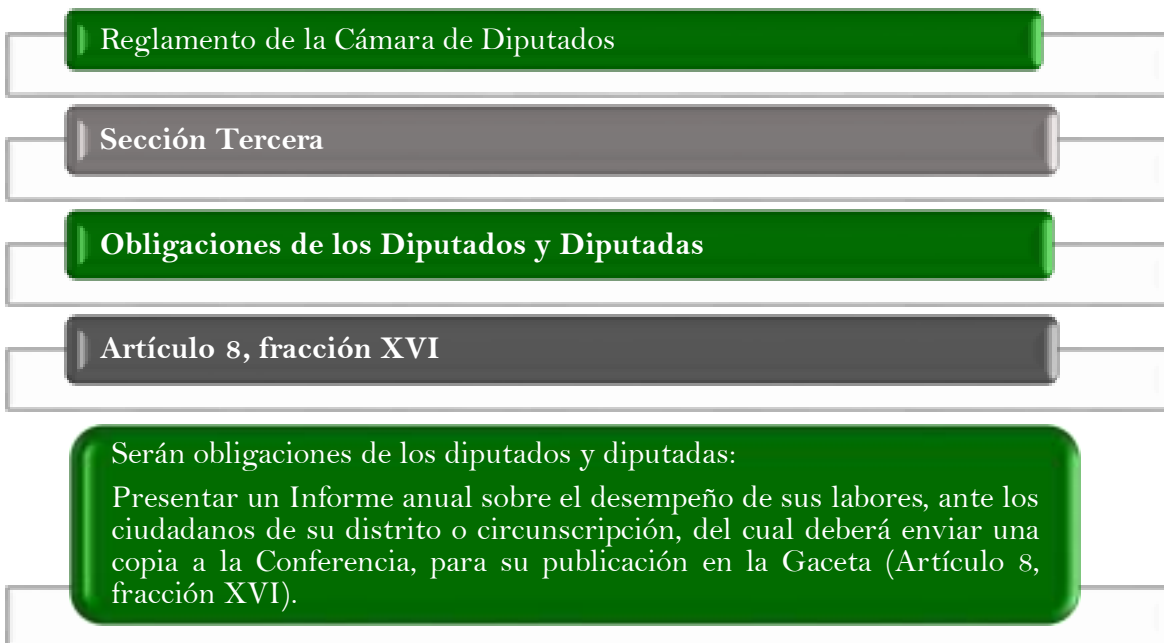 Reglamento de la Cámara de Diputados
Sección Tercera
Obligaciones de los Diputados y Diputadas
Artículo 8, fracción XVI
Serán obligaciones de los diputados y diputadas:
Presentar un Informe anual sobre el desempeño de sus labores, ante los
ciudadanos de su distrito o circunscripción, del cual deberá enviar una
copia a la Conferencia, para su publicación en la Gaceta (Artículo 8,
fracción XVI).